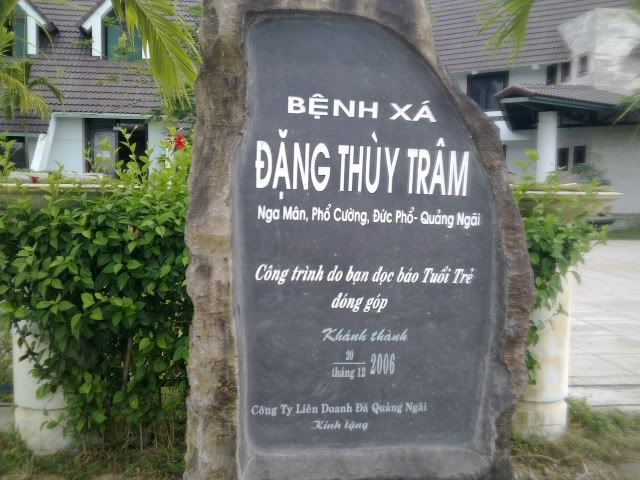 BỆNH XÁ
ĐẶNG THÙY TRÂM
Nga Mân, Phổ Cường, Đức Phổ- Quảng Ngãi
Công trình do bạn đọc báo Tuổi Trẻ
đóng góp
Khánh thành
20
tháng 12 2006
Công Ty Liên Doanh Đá Quảng Ngãi
Kính tặng